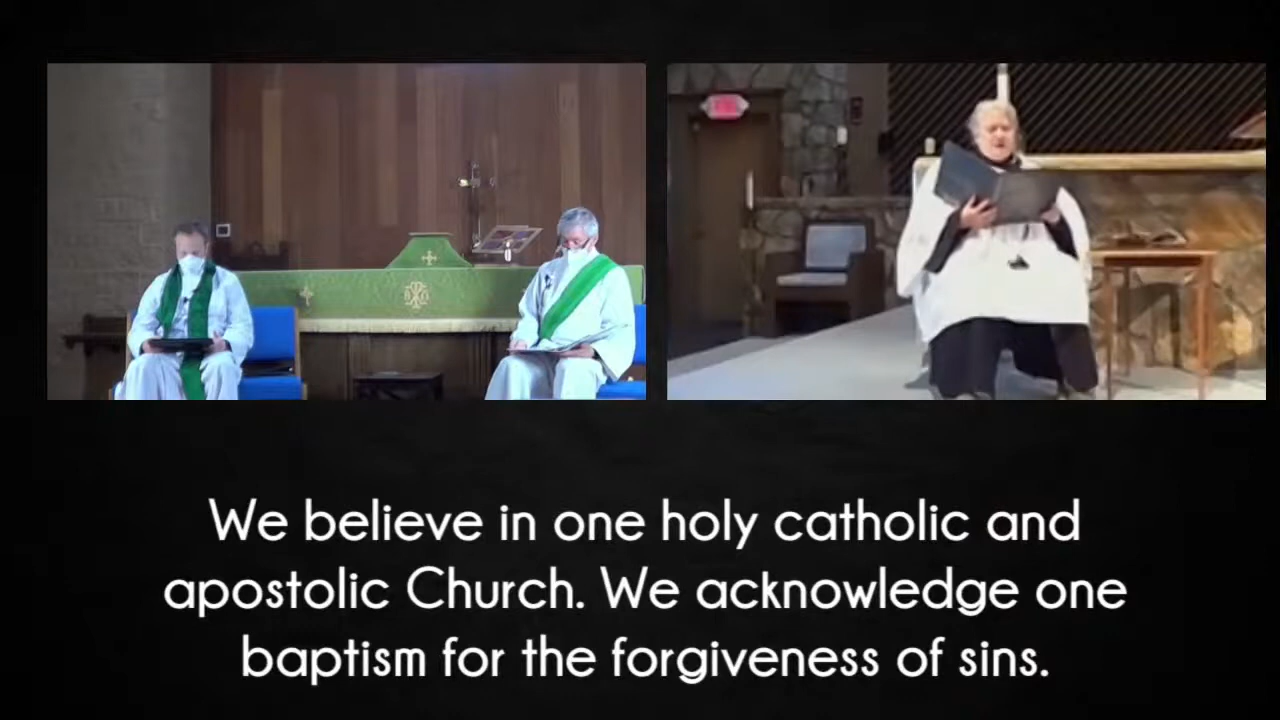 We believe in one holy catholic and
apostolic Church. We acknowledge one
baptism for the forgiveness of sins.